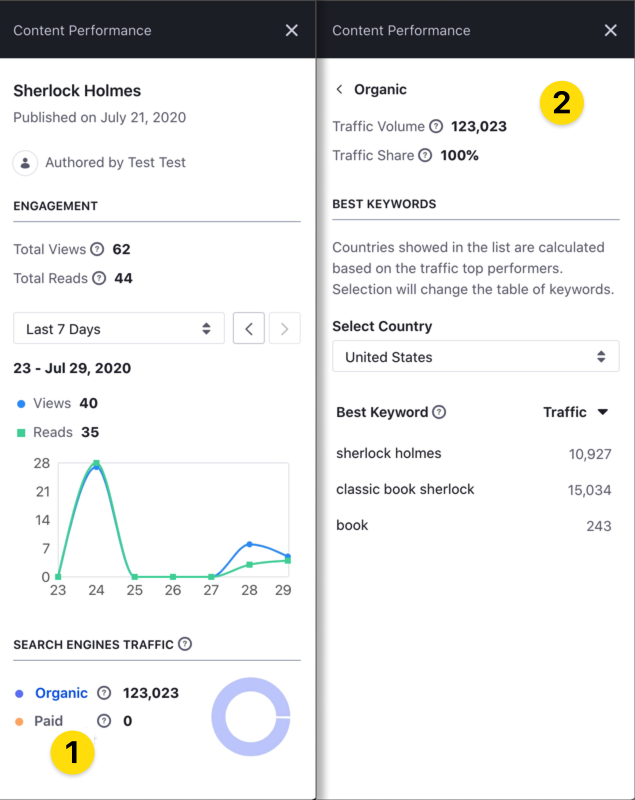 Content Performance
Sherlock Holmes
Published on July 21, 2020
Authored by Test Test
ENGAGEMENT
Total Views ? 62
Total Reads ? 44
Last 7 Days
23 - Jul 29, 2020
Views 40
Reads 35
28
21
14
7
0
23 24 25 26 27 28 29
SEARCH ENGINES TRAFFIC ?
Organic ? 123,023
Paid ? 0
1
Content Performance
Organic
2
Traffic Volume ? 123,023
Traffic Share ? 100%
BEST KEYWORDS
Countries showed in the list are calculated
based on the traffic top performers.
Selection will change the table of keywords.
Select Country
United States
Best Keyword ? Traffic
sherlock holmes 10,927
classic book sherlock 15,034
book 243